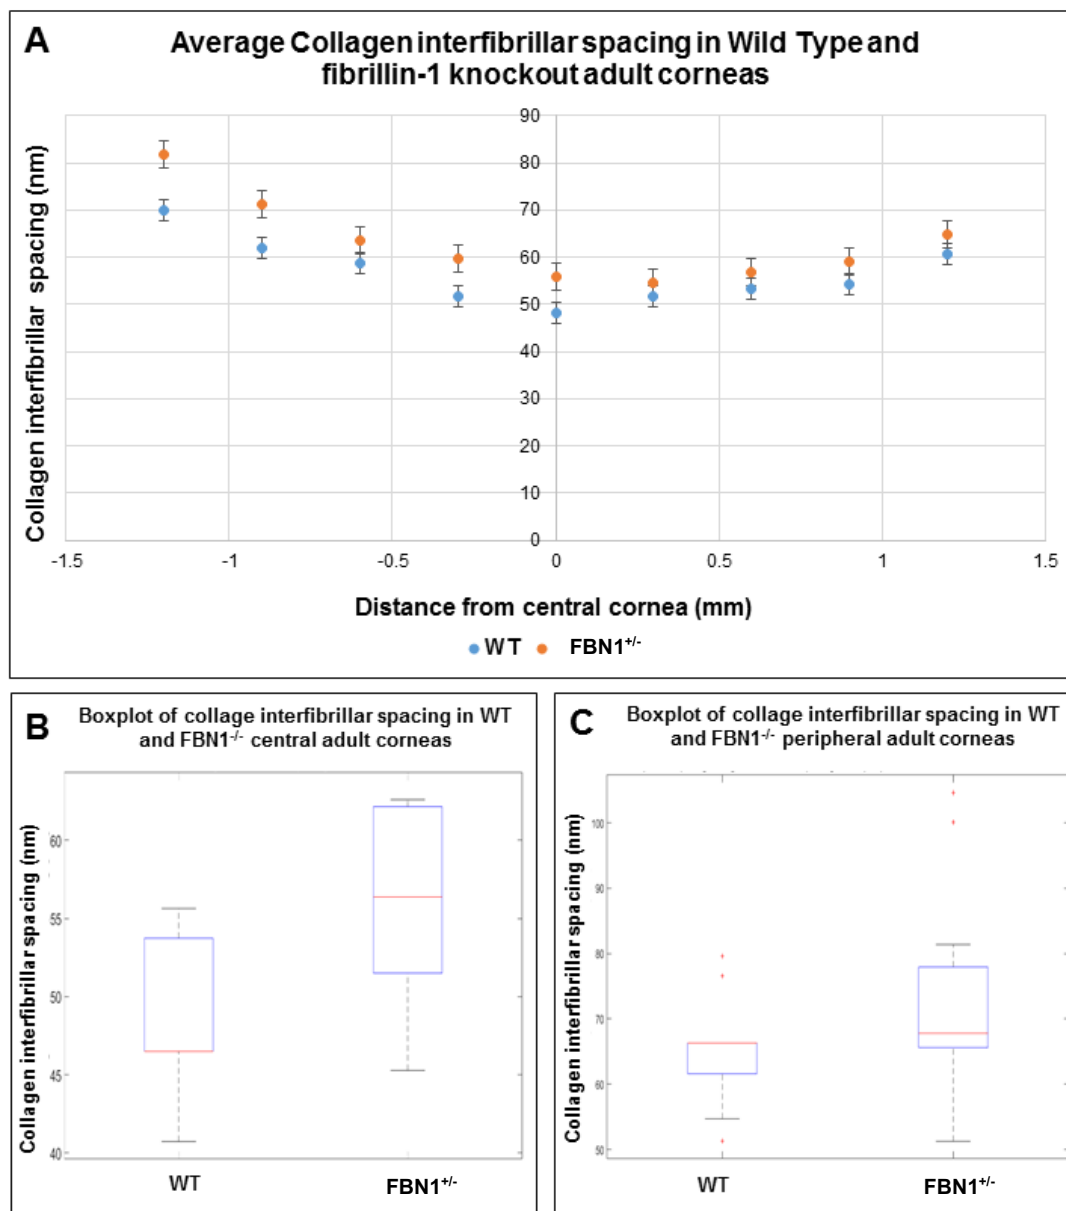 A
Average Collagen interfibrillar spacing in Wild Type and
fibrillin-1 knockout adult corneas
Collagen interfibrillar spacing (nm)
90
80
70
60
50
40
30
20
10
0
-1.5
-1
-0.5
0
0.5
1
1.5
Distance from central cornea (mm)
WT
FBN1+/-
B
Boxplot of collage interfibrillar spacing in WT
and FBN1-/- central adult corneas
Collagen interfibrillar spacing (nm)
60
55
50
45
40
WT
FBN1+/-
C
Boxplot of collage interfibrillar spacing in WT
and FBN1-/- peripheral adult corneas
Collagen interfibrillar spacing (nm)
100
90
80
70
60
50
WT
FBN1+/-